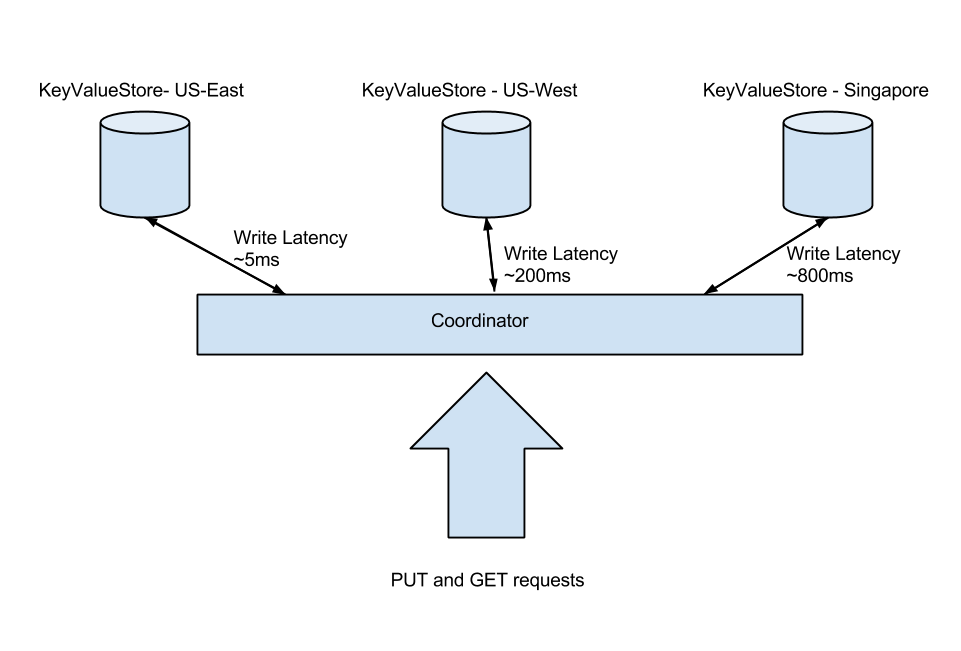 KeyValueStore- US-East
KeyValueStore - US-West
KeyValueStore - Singapore
Write Latency
~5ms
Write Latency
~200ms
Write Latency
~800ms
Coordinator
PUT and GET requests